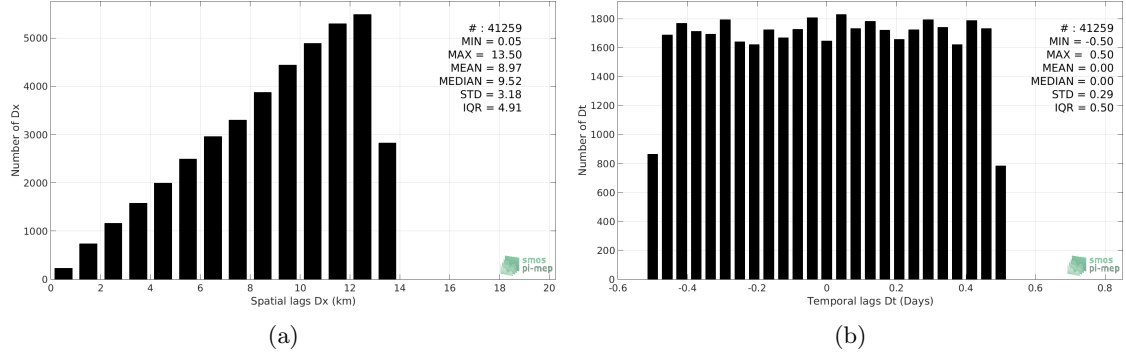 Number of Dx
5000
4000
3000
2000
1000
0
0 2 4 6 8 10 12 14 16 18 20
Spatial lags Dx (km)
# : 41259
MIN = 0.05
MAX = 13.50
MEAN = 8.97
MEDIAN = 9.52
STD = 3.18
IQR = 4.91
smos
pi-mep
(a)
Number of Dt
1800
1600
1400
1200
1000
800
600
400
200
0
-0.6 -0.4 -0.2 0 0.2 0.4 0.6 0.8
Temporal lags Dt (Days)
# : 41259
MIN = -0.50
MAX = 0.50
MEAN = 0.00
MEDIAN = 0.00
STD = 0.29
IQR = 0.50
smos
pi-mep
(b)